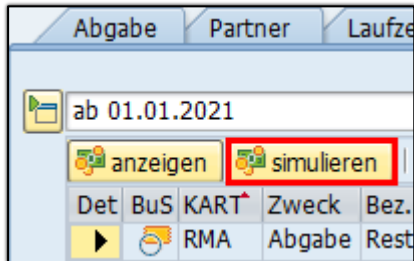 Abgabe Partner Laufze
ab 01.01.2021
anzeigen simulieren
Det BuS KART Zweck Bez.
RMA Abgabe Rest